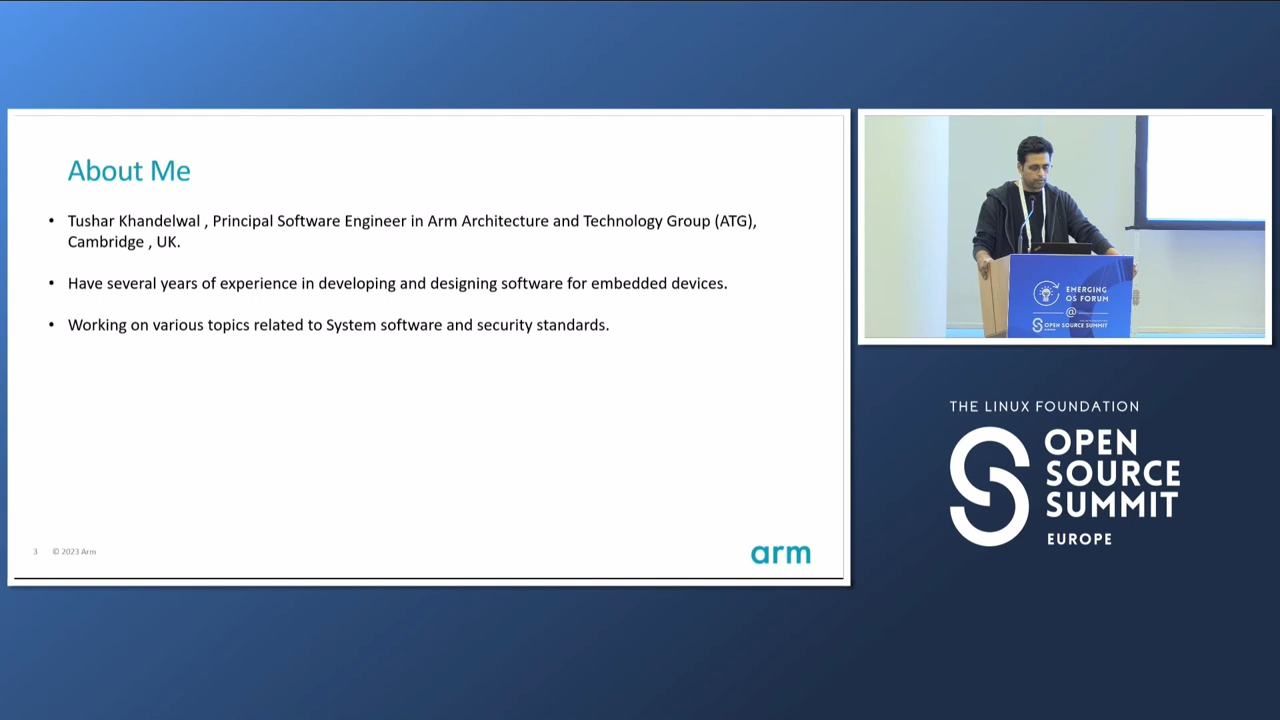 About Me
• Tushar Khandelwal , Principal Software Engineer in Arm Architecture and Technology Group (ATG),
Cambridge , UK.
• Have several years of experience in developing and designing software for embedded devices.
• Working on various topics related to System software and security standards.
3 © 2023 Arm
arm
EMERGING
OS FORUM
@
OPEN SOURCE SUMMIT
THE LINUX FOUNDATION
OPEN
SOURCE
SUMMIT
EUROPE